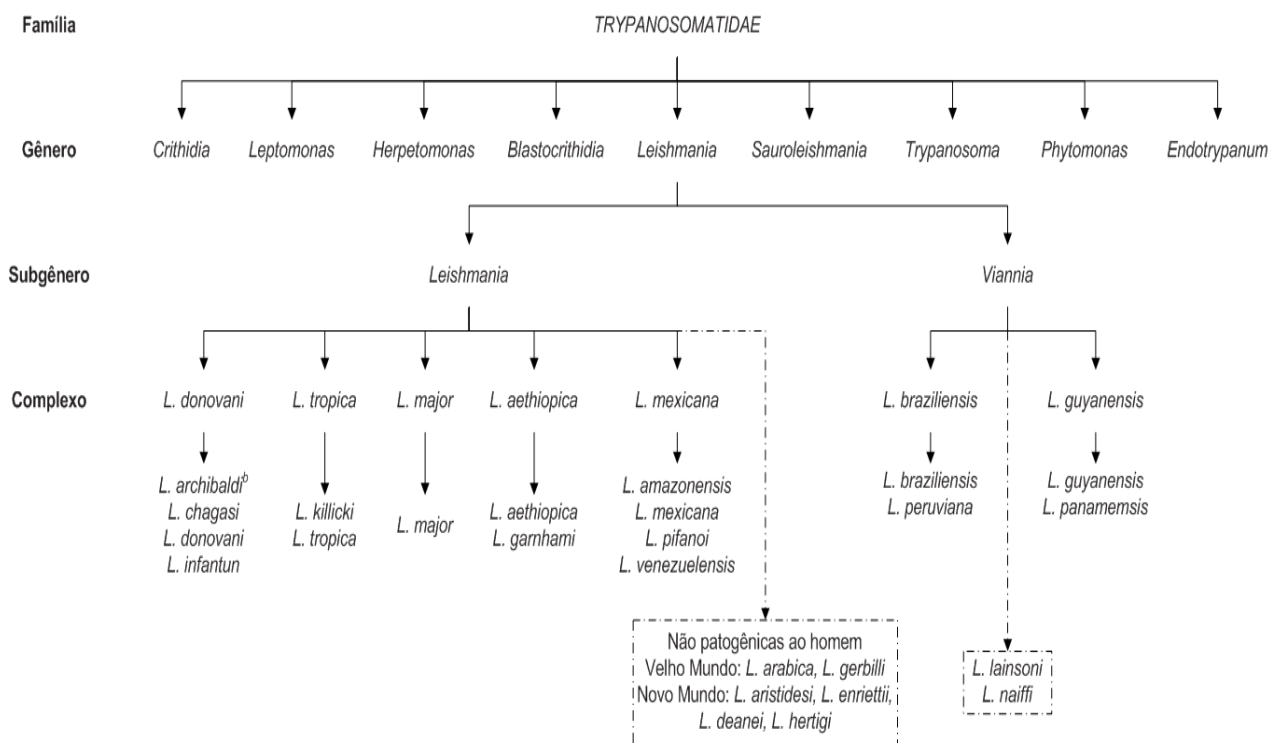 Família TRYPANOSOMATIDAE
Gênero Crithidia Leptomonas Herpetomonas Blastocrithidia Leishmania Sauroleishmania Trypanosoma Phytomonas Endotrypanum
Subgênero Leishmania Viannia
Complexo L. donovani L. tropica L. major L. aethiopica L. mexicana L. braziliensis L. guyanensis
L. archibaldi^b
L. chagasi
L. donovani
L. infantun
L. killicki
L. tropica
L. major
L. aethiopica
L. garnhami
L. amazonensis
L. mexicana
L. pifanoi
L. venezuelensis
L. braziliensis
L. peruviana
L. guyanensis
L. panamemsis
Não patogênicas ao homem
Velho Mundo: L. arabica, L. gerbilli
Novo Mundo: L. aristidesi, L. enriettii,
L. deanei, L. hertigi
L. lainsoni
L. naiffi